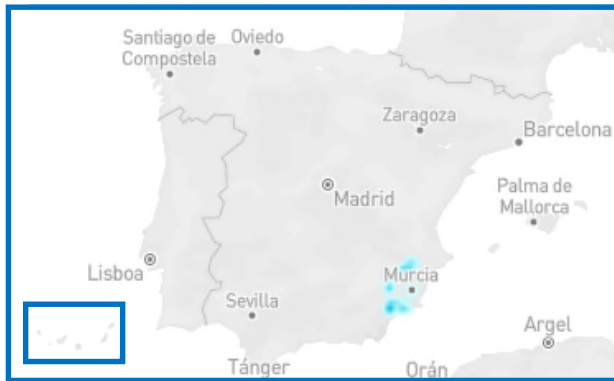 Santiago de
Compostela
Oviedo
Zaragoza
Barcelona
Madrid
Palma de
Mallorca
Lisboa
Murcia
Sevilla
Argel
Tánger
Orán